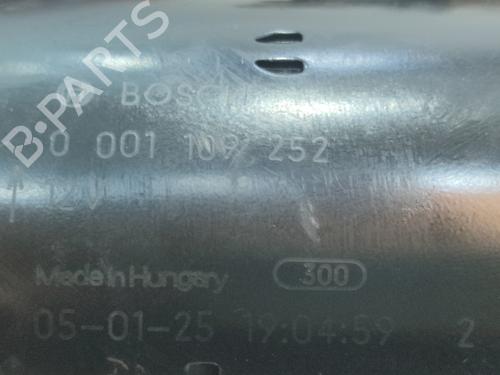 B-PARTS
BOSCH
0 001 109 252
12V
Made in Hungary 300
05-01-25 19:04:59 2